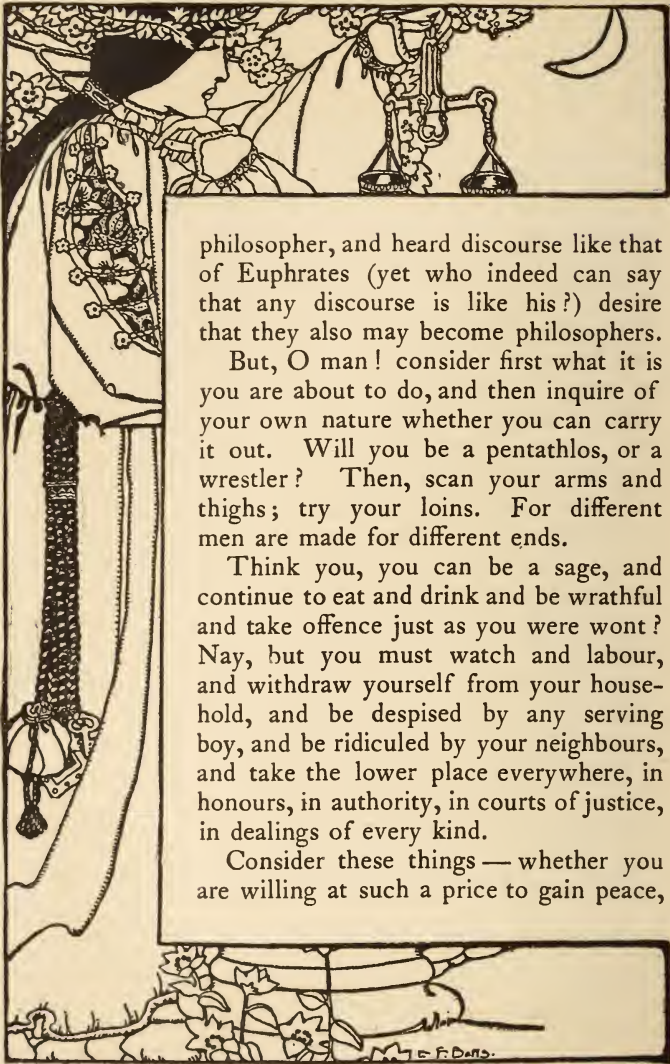 philosopher, and heard discourse like that
of Euphrates (yet who indeed can say
that any discourse is like his?) desire
that they also may become philosophers.
But, O man! consider first what it is
you are about to do, and then inquire of
your own nature whether you can carry
it out. Will you be a pentathlos, or a
wrestler? Then, scan your arms and
thighs; try your loins. For different
men are made for different ends.
Think you, you can be a sage, and
continue to eat and drink and be wrathful
and take offence just as you were wont?
Nay, but you must watch and labour,
and withdraw yourself from your house-
hold, and be despised by any serving
boy, and be ridiculed by your neighbours,
and take the lower place everywhere, in
honours, in authority, in courts of justice,
in dealings of every kind.
Consider these things — whether you
are willing at such a price to gain peace,